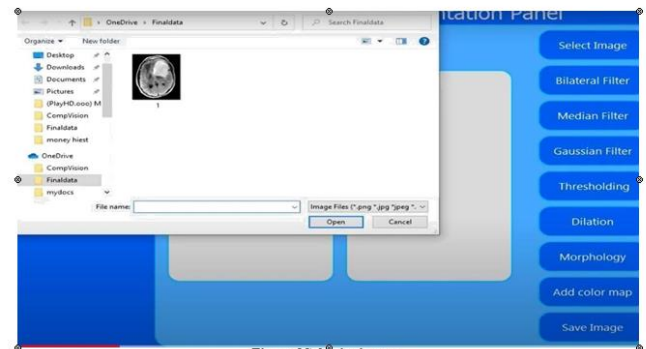 tation Panel
OneDrive › Finaldata
Search Finaldata
Organize
New folder
Desktop
Downloads
Documents
Pictures
(PlayHD.ooo) M
CompVision
Finaldata
money hiest
OneDrive
CompVision
Finaldata
mydocs
1
File name:
Image Files (*.png *.jpg *jpeg *.
Open
Cancel
Select Image
Bilateral Filter
Median Filter
Gaussian Filter
Thresholding
Dilation
Morphology
Add color map
Save Image